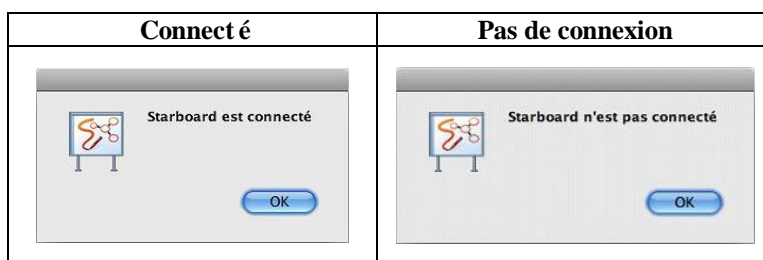 Connect é
Pas de connexion
Starboard est connecté
OK
Starboard n'est pas connecté
OK